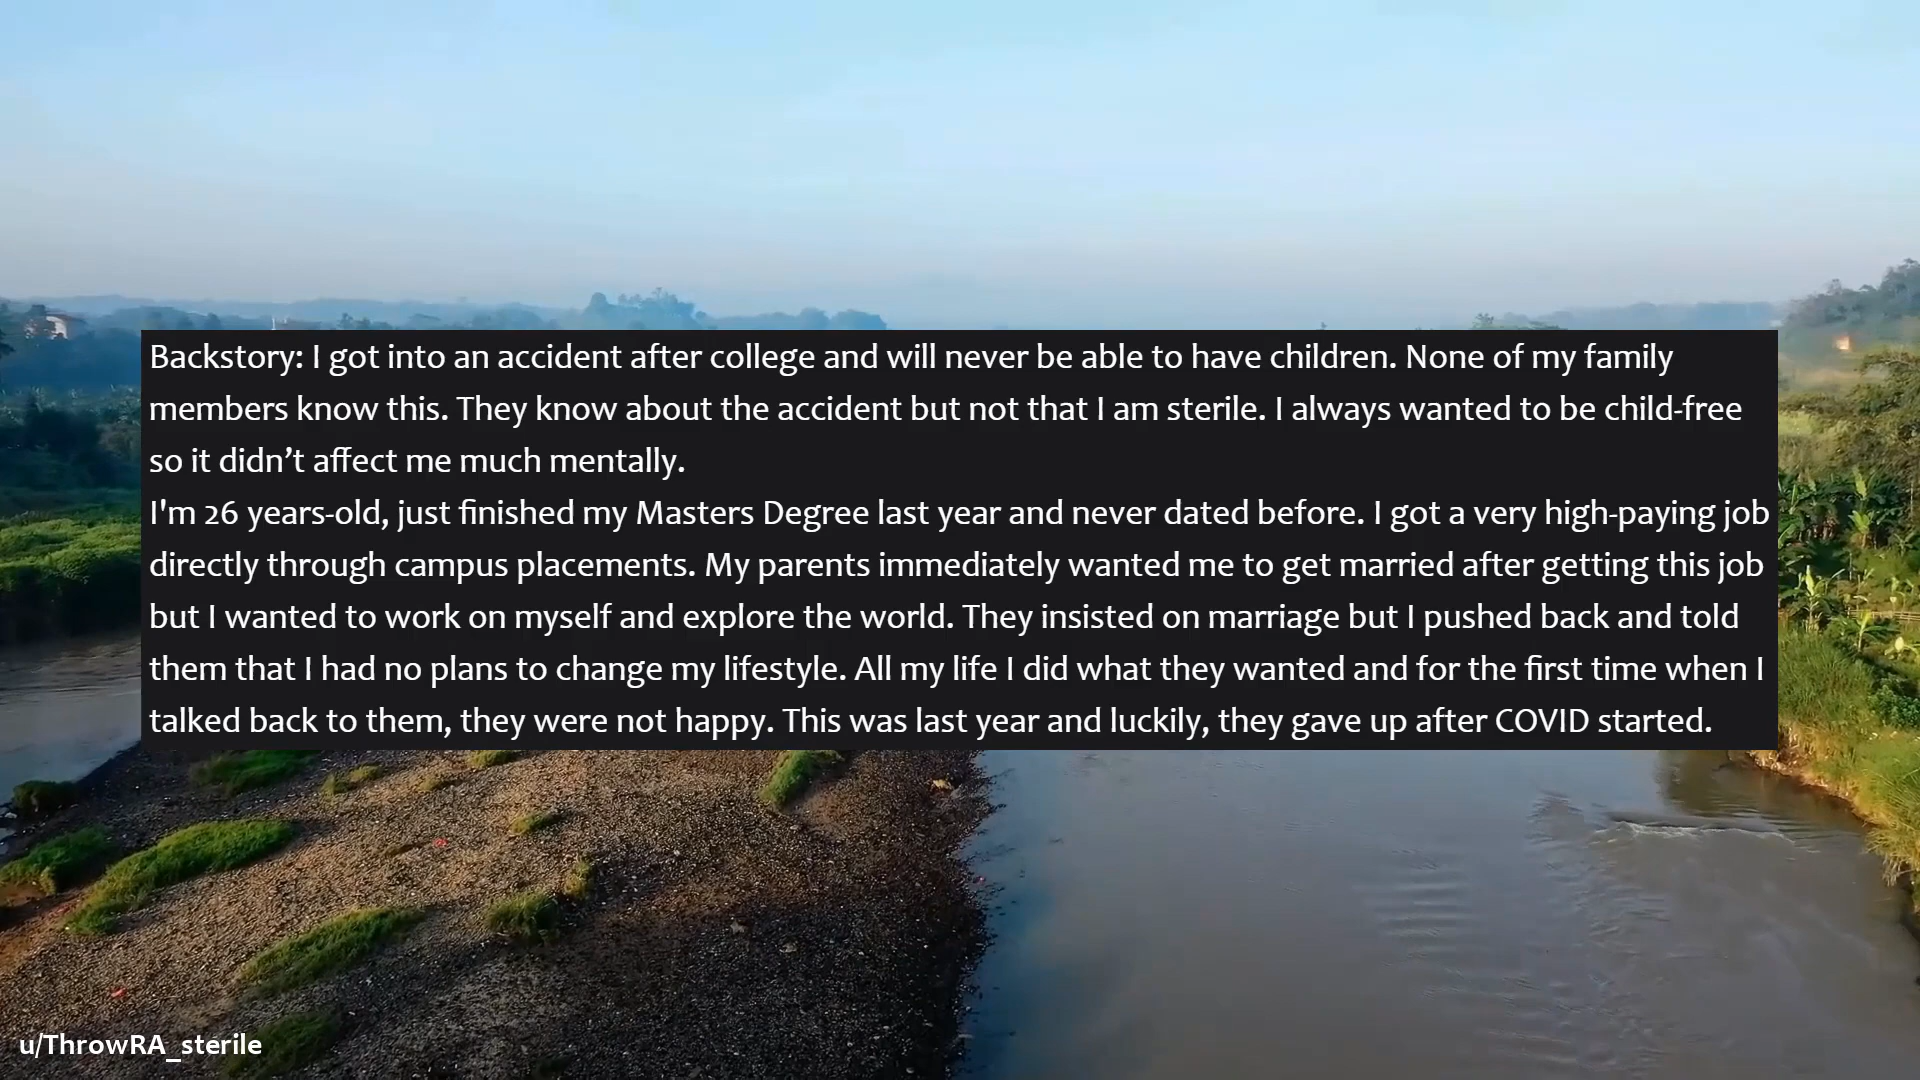 Backstory: I got into an accident after college and will never be able to have children. None of my family
members know this. They know about the accident but not that I am sterile. I always wanted to be child-free
so it didn’t affect me much mentally.
I'm 26 years-old, just finished my Masters Degree last year and never dated before. I got a very high-paying job
directly through campus placements. My parents immediately wanted me to get married after getting this job
but I wanted to work on myself and explore the world. They insisted on marriage but I pushed back and told
them that I had no plans to change my lifestyle. All my life I did what they wanted and for the first time when I
talked back to them, they were not happy. This was last year and luckily, they gave up after COVID started.
u/ThrowRA_sterile